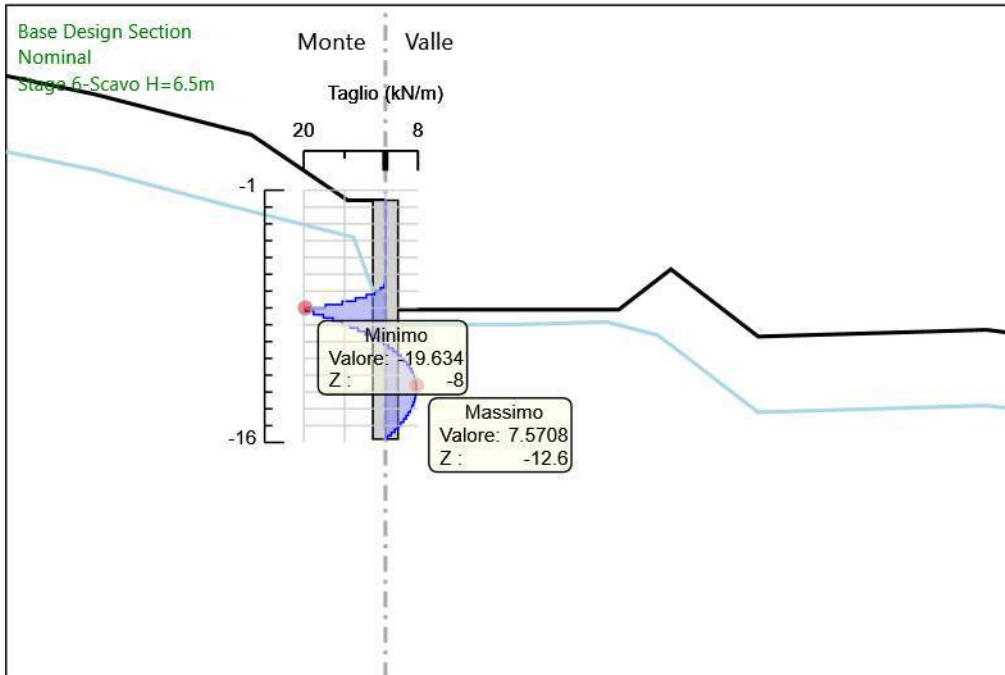 Base Design Section
Nominal
Stage 6-Scavo H=6.5m
Monte Valle
Taglio (kN/m)
20 8
-1
Minimo
Valore: -19.634
Z : -8
Massimo
Valore: 7.5708
Z : -12.6
-16